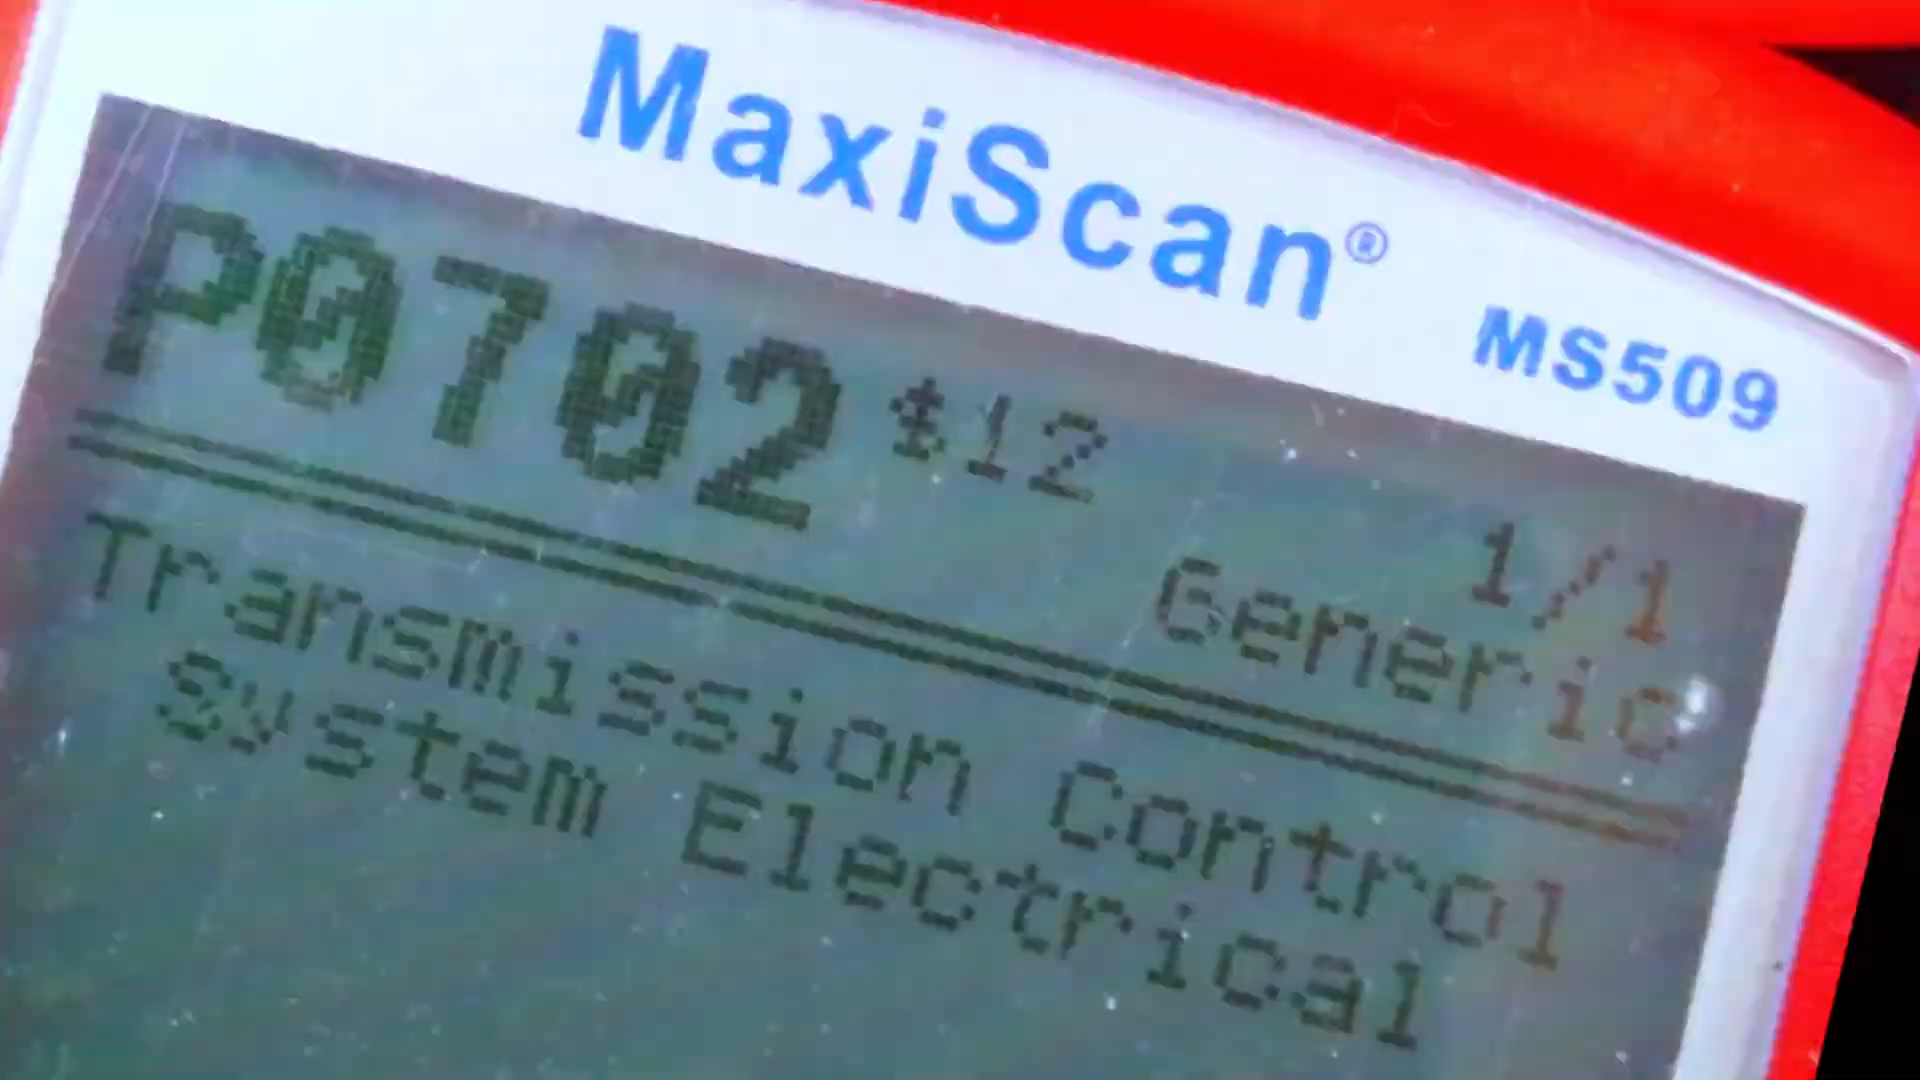 MaxiScan®
MS509
P0702 $12
1/1
Generic
Transmission Control
System Electrical